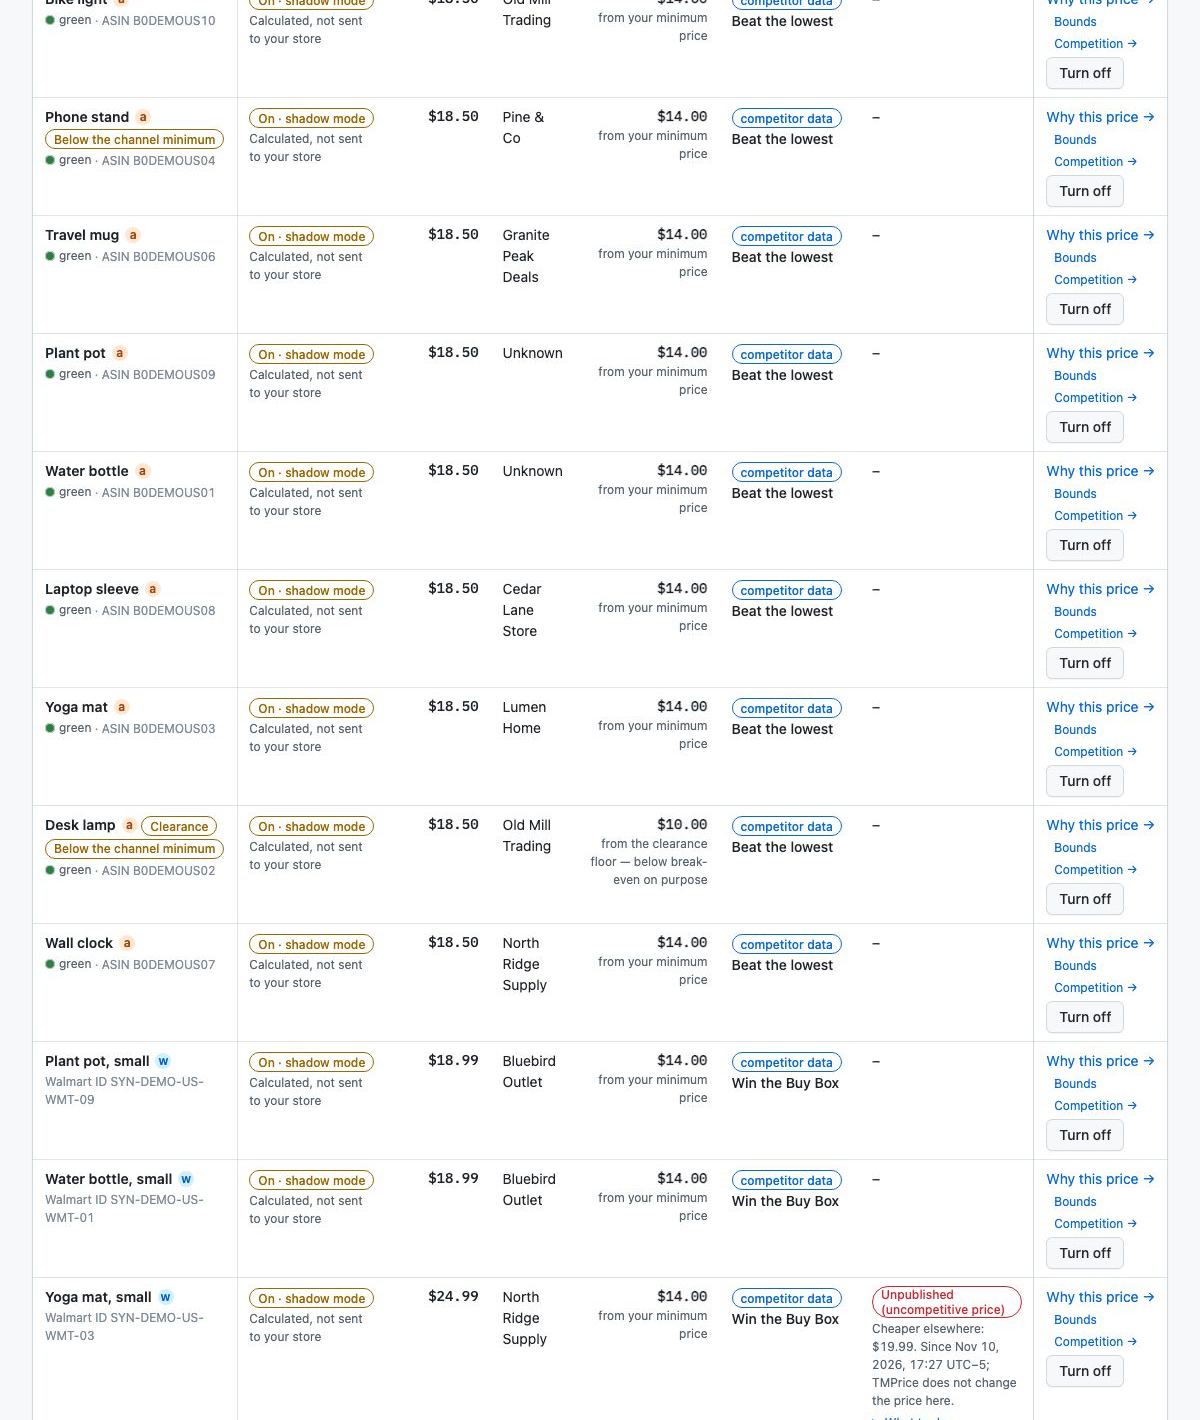 Bike light a
green · ASIN B0DEMOUS10
On · shadow mode
Calculated, not sent
to your store
$18.50
Old Mill
Trading
$14.00
from your minimum
price
competitor data
Beat the lowest
–
Why this price →
Bounds
Competition →
Turn off
Phone stand a
Below the channel minimum
green · ASIN B0DEMOUS04
On · shadow mode
Calculated, not sent
to your store
$18.50
Pine &
Co
$14.00
from your minimum
price
competitor data
Beat the lowest
–
Why this price →
Bounds
Competition →
Turn off
Travel mug a
green · ASIN B0DEMOUS06
On · shadow mode
Calculated, not sent
to your store
$18.50
Granite
Peak
Deals
$14.00
from your minimum
price
competitor data
Beat the lowest
–
Why this price →
Bounds
Competition →
Turn off
Plant pot a
green · ASIN B0DEMOUS09
On · shadow mode
Calculated, not sent
to your store
$18.50
Unknown
$14.00
from your minimum
price
competitor data
Beat the lowest
–
Why this price →
Bounds
Competition →
Turn off
Water bottle a
green · ASIN B0DEMOUS01
On · shadow mode
Calculated, not sent
to your store
$18.50
Unknown
$14.00
from your minimum
price
competitor data
Beat the lowest
–
Why this price →
Bounds
Competition →
Turn off
Laptop sleeve a
green · ASIN B0DEMOUS08
On · shadow mode
Calculated, not sent
to your store
$18.50
Cedar
Lane
Store
$14.00
from your minimum
price
competitor data
Beat the lowest
–
Why this price →
Bounds
Competition →
Turn off
Yoga mat a
green · ASIN B0DEMOUS03
On · shadow mode
Calculated, not sent
to your store
$18.50
Lumen
Home
$14.00
from your minimum
price
competitor data
Beat the lowest
–
Why this price →
Bounds
Competition →
Turn off
Desk lamp a Clearance
Below the channel minimum
green · ASIN B0DEMOUS02
On · shadow mode
Calculated, not sent
to your store
$18.50
Old Mill
Trading
$10.00
from the clearance
floor — below break-
even on purpose
competitor data
Beat the lowest
–
Why this price →
Bounds
Competition →
Turn off
Wall clock a
green · ASIN B0DEMOUS07
On · shadow mode
Calculated, not sent
to your store
$18.50
North
Ridge
Supply
$14.00
from your minimum
price
competitor data
Beat the lowest
–
Why this price →
Bounds
Competition →
Turn off
Plant pot, small w
Walmart ID SYN-DEMO-US-
WMT-09
On · shadow mode
Calculated, not sent
to your store
$18.99
Bluebird
Outlet
$14.00
from your minimum
price
competitor data
Win the Buy Box
–
Why this price →
Bounds
Competition →
Turn off
Water bottle, small w
Walmart ID SYN-DEMO-US-
WMT-01
On · shadow mode
Calculated, not sent
to your store
$18.99
Bluebird
Outlet
$14.00
from your minimum
price
competitor data
Win the Buy Box
–
Why this price →
Bounds
Competition →
Turn off
Yoga mat, small w
Walmart ID SYN-DEMO-US-
WMT-03
On · shadow mode
Calculated, not sent
to your store
$24.99
North
Ridge
Supply
$14.00
from your minimum
price
competitor data
Win the Buy Box
Unpublished
(uncompetitive price)
Cheaper elsewhere:
$19.99. Since Nov 10,
2026, 17:27 UTC−5;
TMPrice does not change
the price here.
Why this price →
Bounds
Competition →
Turn off